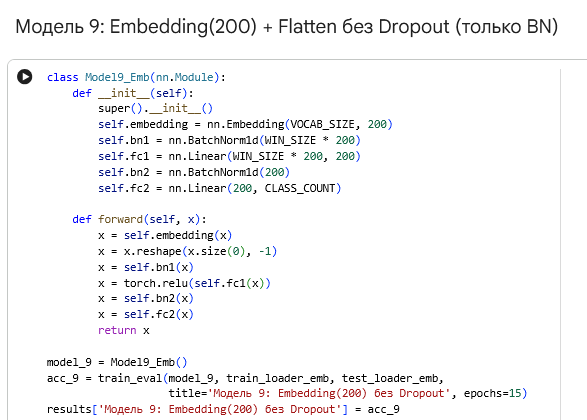 Модель 9: Embedding(200) + Flatten без Dropout (только BN)
class Model9_Emb(nn.Module):
    def __init__(self):
        super().__init__()
        self.embedding = nn.Embedding(VOCAB_SIZE, 200)
        self.bn1 = nn.BatchNorm1d(WIN_SIZE * 200)
        self.fc1 = nn.Linear(WIN_SIZE * 200, 200)
        self.bn2 = nn.BatchNorm1d(200)
        self.fc2 = nn.Linear(200, CLASS_COUNT)
    def forward(self, x):
        x = self.embedding(x)
        x = x.reshape(x.size(0), -1)
        x = self.bn1(x)
        x = torch.relu(self.fc1(x))
        x = self.bn2(x)
        x = self.fc2(x)
        return x
model_9 = Model9_Emb()
acc_9 = train_eval(model_9, train_loader_emb, test_loader_emb,
                   title='Модель 9: Embedding(200) без Dropout', epochs=15)
results['Модель 9: Embedding(200) без Dropout'] = acc_9